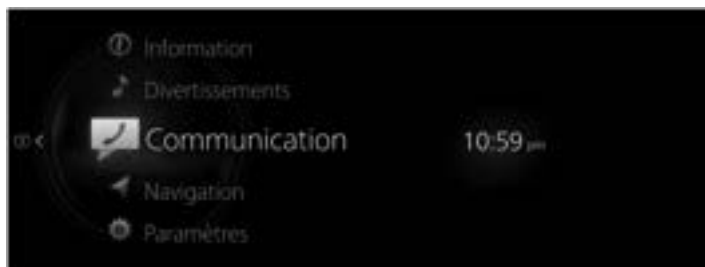 Information
Divertissements
Communication
10:59 pm
Navigation
Paramètres